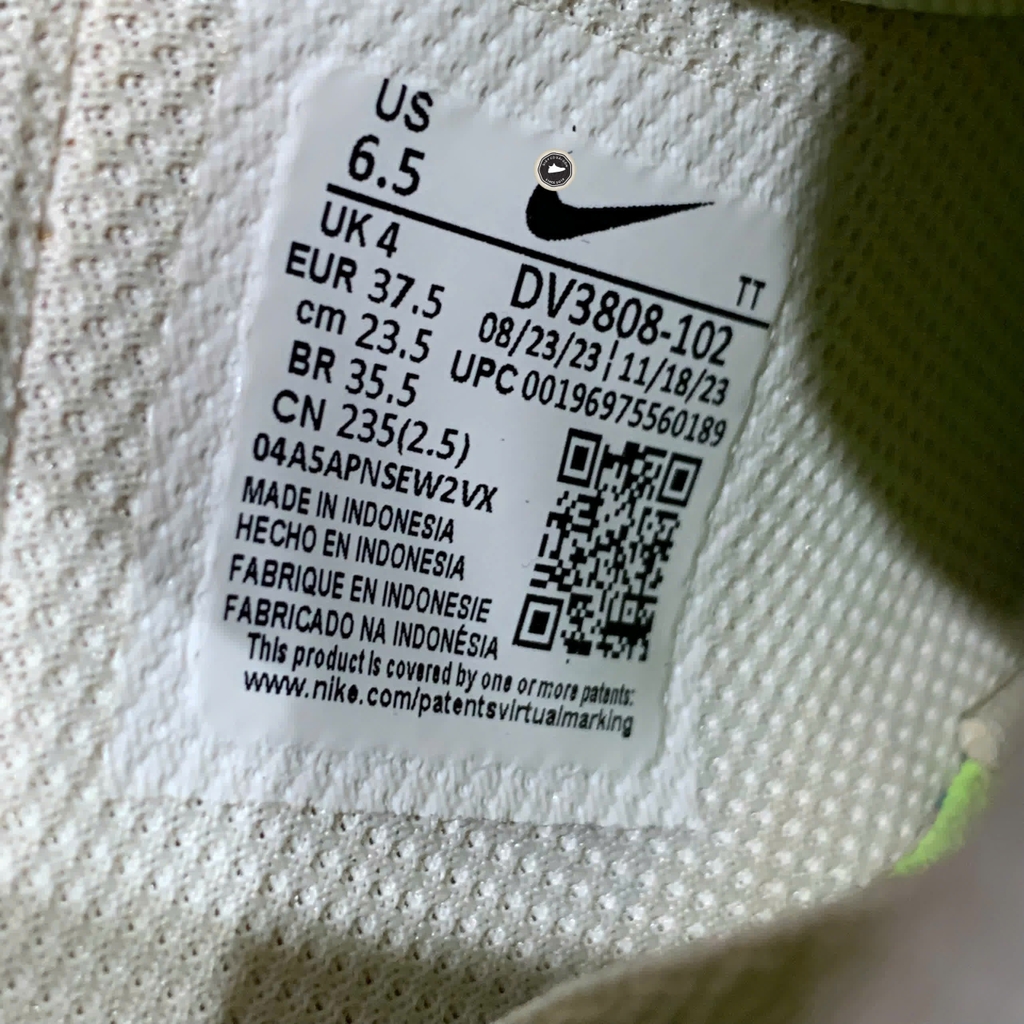 US
6.5
TT
UK 4
EUR 37.5
cm 23.5
BR 35.5
CN 235(2.5)
DV3808-102
08/23/23 | 11/18/23
UPC 00196975560189
04A5APNSEW2VX
MADE IN INDONESIA
HECHO EN INDONESIA
FABRIQUE EN INDONESIE
FABRICADO NA INDONÉSIA
This product is covered by one or more patents:
www.nike.com/patentsvirtualmarking